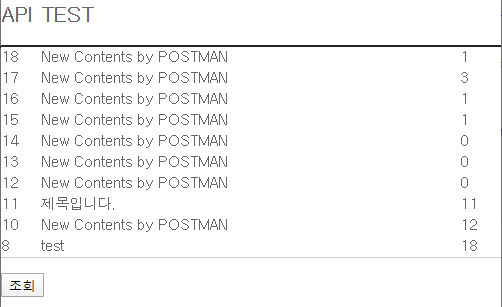 API TEST
18 New Contents by POSTMAN 1
17 New Contents by POSTMAN 3
16 New Contents by POSTMAN 1
15 New Contents by POSTMAN 1
14 New Contents by POSTMAN 0
13 New Contents by POSTMAN 0
12 New Contents by POSTMAN 0
11 제목입니다. 11
10 New Contents by POSTMAN 12
8 test 18
조회